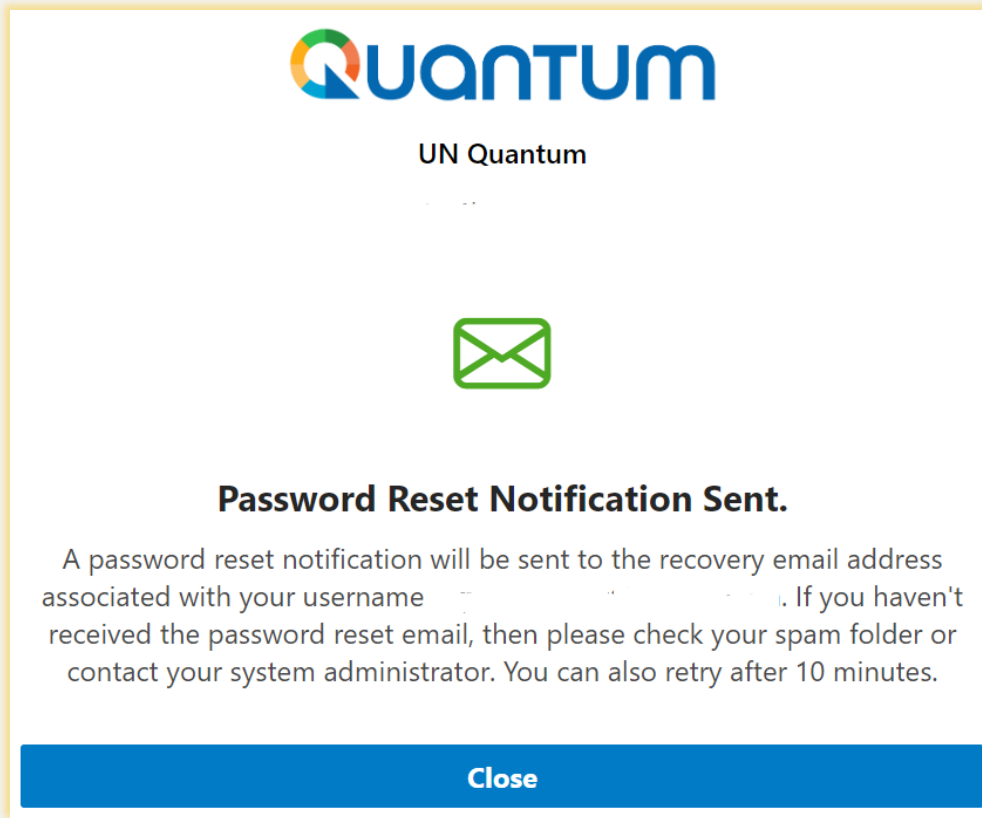 QUANTUM
UN Quantum
Password Reset Notification Sent.
A password reset notification will be sent to the recovery email address
associated with your username . If you haven't
received the password reset email, then please check your spam folder or
contact your system administrator. You can also retry after 10 minutes.
Close